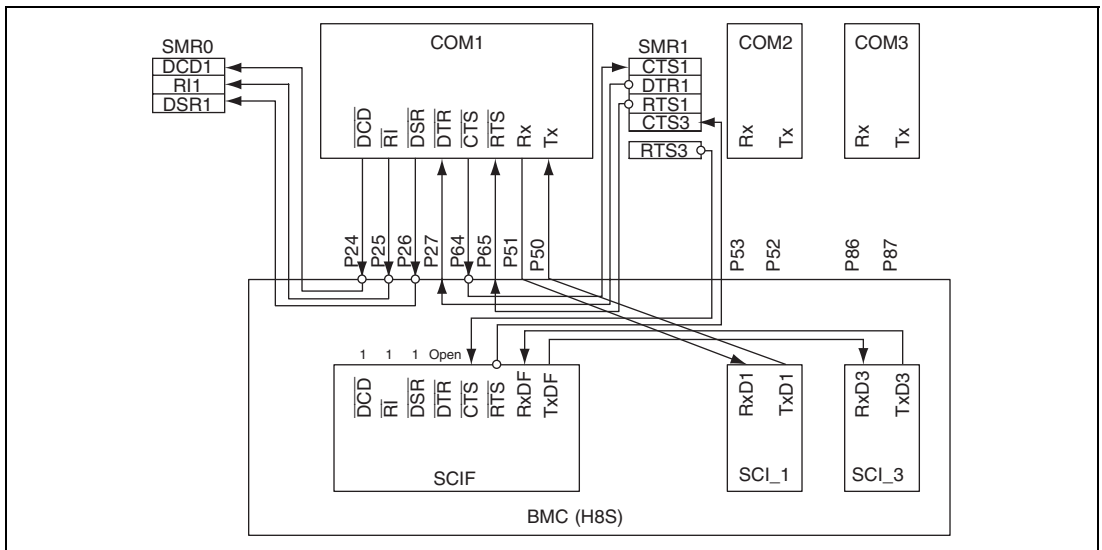 SMR0
DCD1
RI1
DSR1
COM1
DCD
RI
DSR
DTR
CTS
RTS
Rx
Tx
SMR1
CTS1
DTR1
RTS1
CTS3
RTS3
COM2
Rx
Tx
COM3
Rx
Tx
P24
P25
P26
P27
P64
P65
P51
P50
P53
P52
P86
P87
1 1 1 Open
DCD
RI
DSR
DTR
CTS
RTS
RxDF
TxDF
SCIF
RxD1
TxD1
SCI_1
RxD3
TxD3
SCI_3
BMC (H8S)